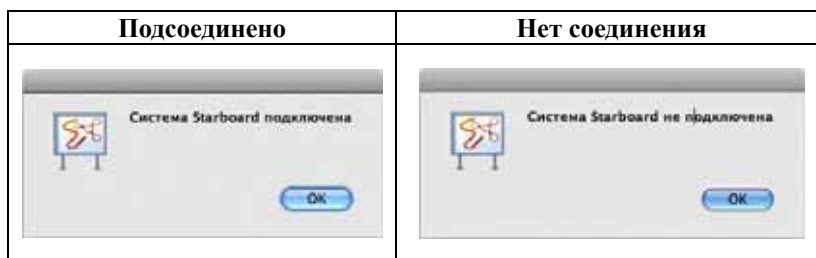 Подсоединено
Нет соединения
Система Starboard подключена
OK
Система Starboard не подключена
OK